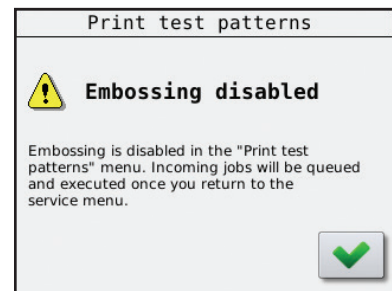 Print test patterns
Embossing disabled
Embossing is disabled in the "Print test
patterns" menu. Incoming jobs will be queued
and executed once you return to the
service menu.